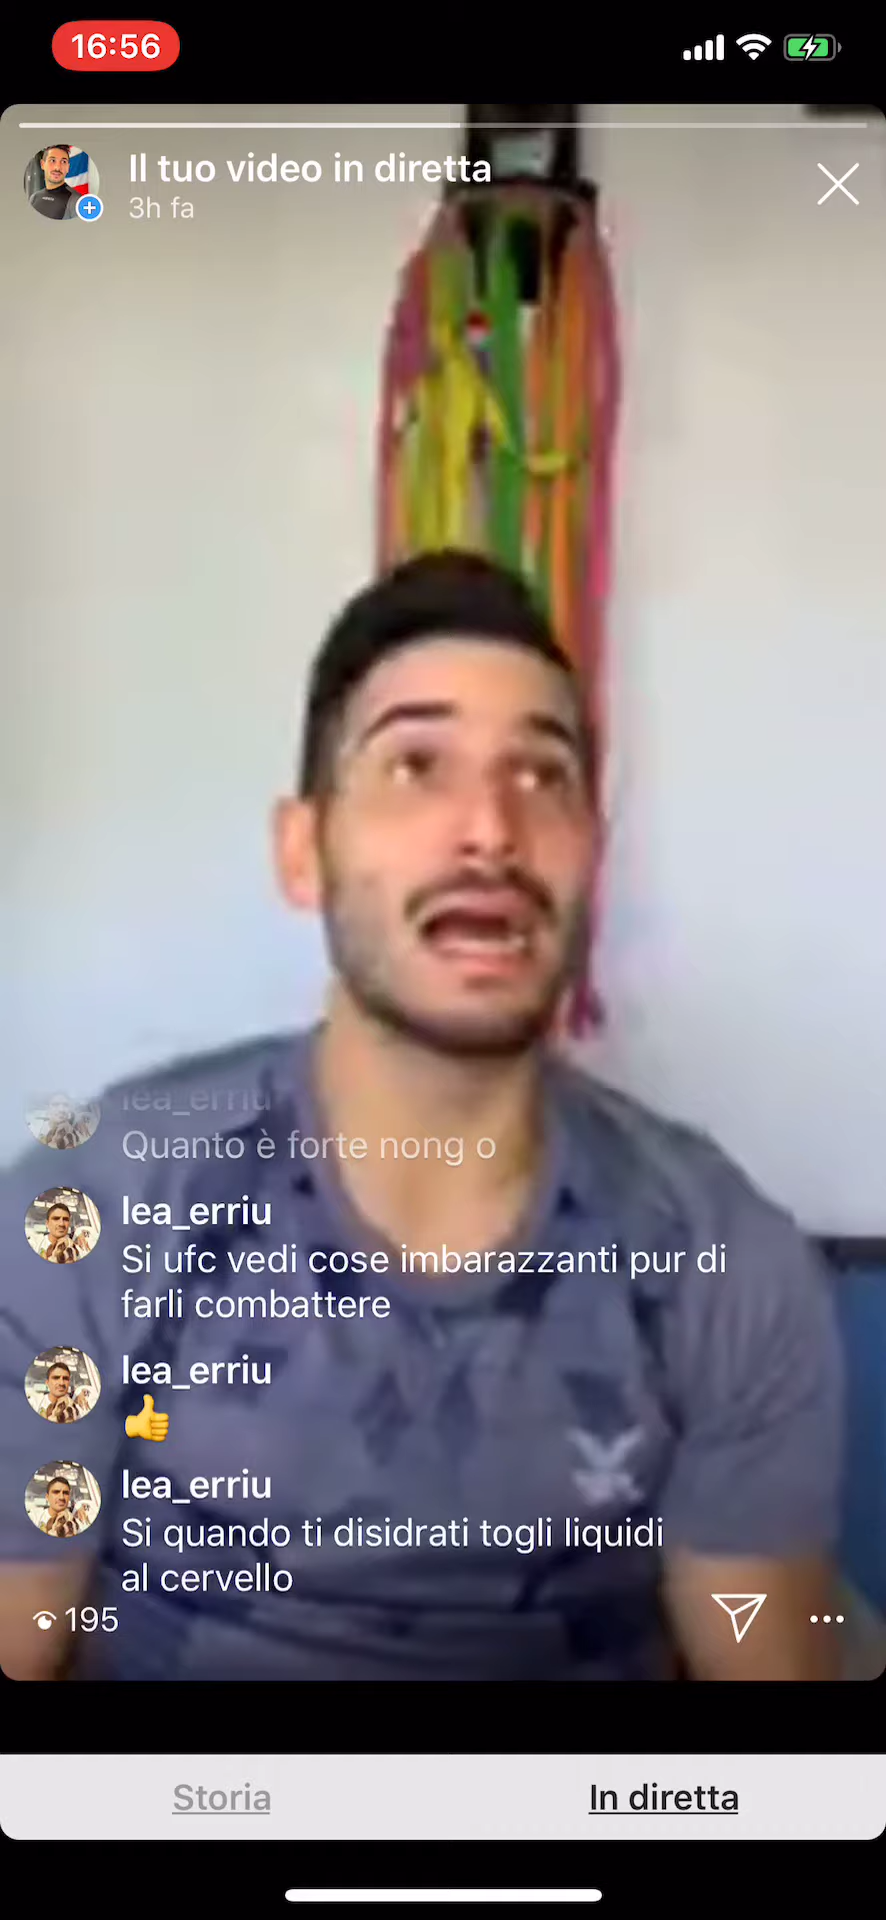 16:56
Il tuo video in diretta
3h fa
lea_erriu
Quanto è forte nong o
lea_erriu
Si ufc vedi cose imbarazzanti pur di
farli combattere
lea_erriu
👍
lea_erriu
Si quando ti disidrati togli liquidi
al cervello
195
Storia
In diretta